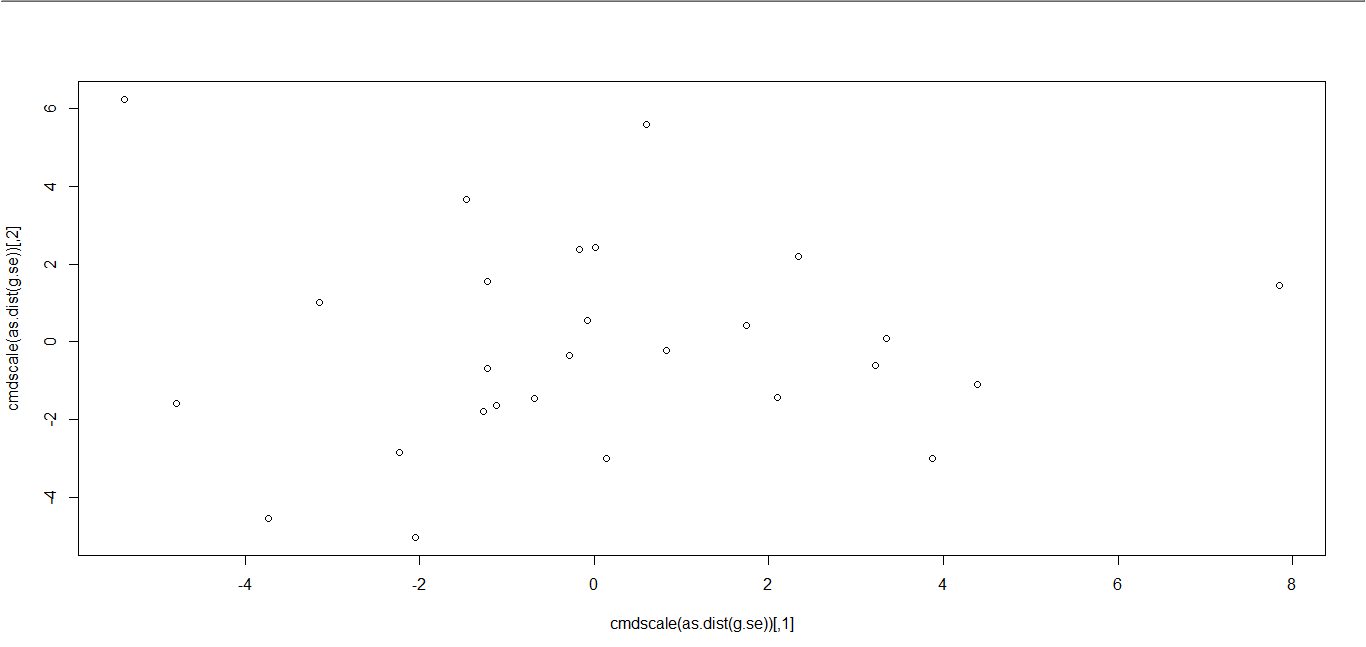 6
4
2
0
-2
-4
cmdscale(as.dist(g.se))[,2]
-4 -2 0 2 4 6 8
cmdscale(as.dist(g.se))[,1]